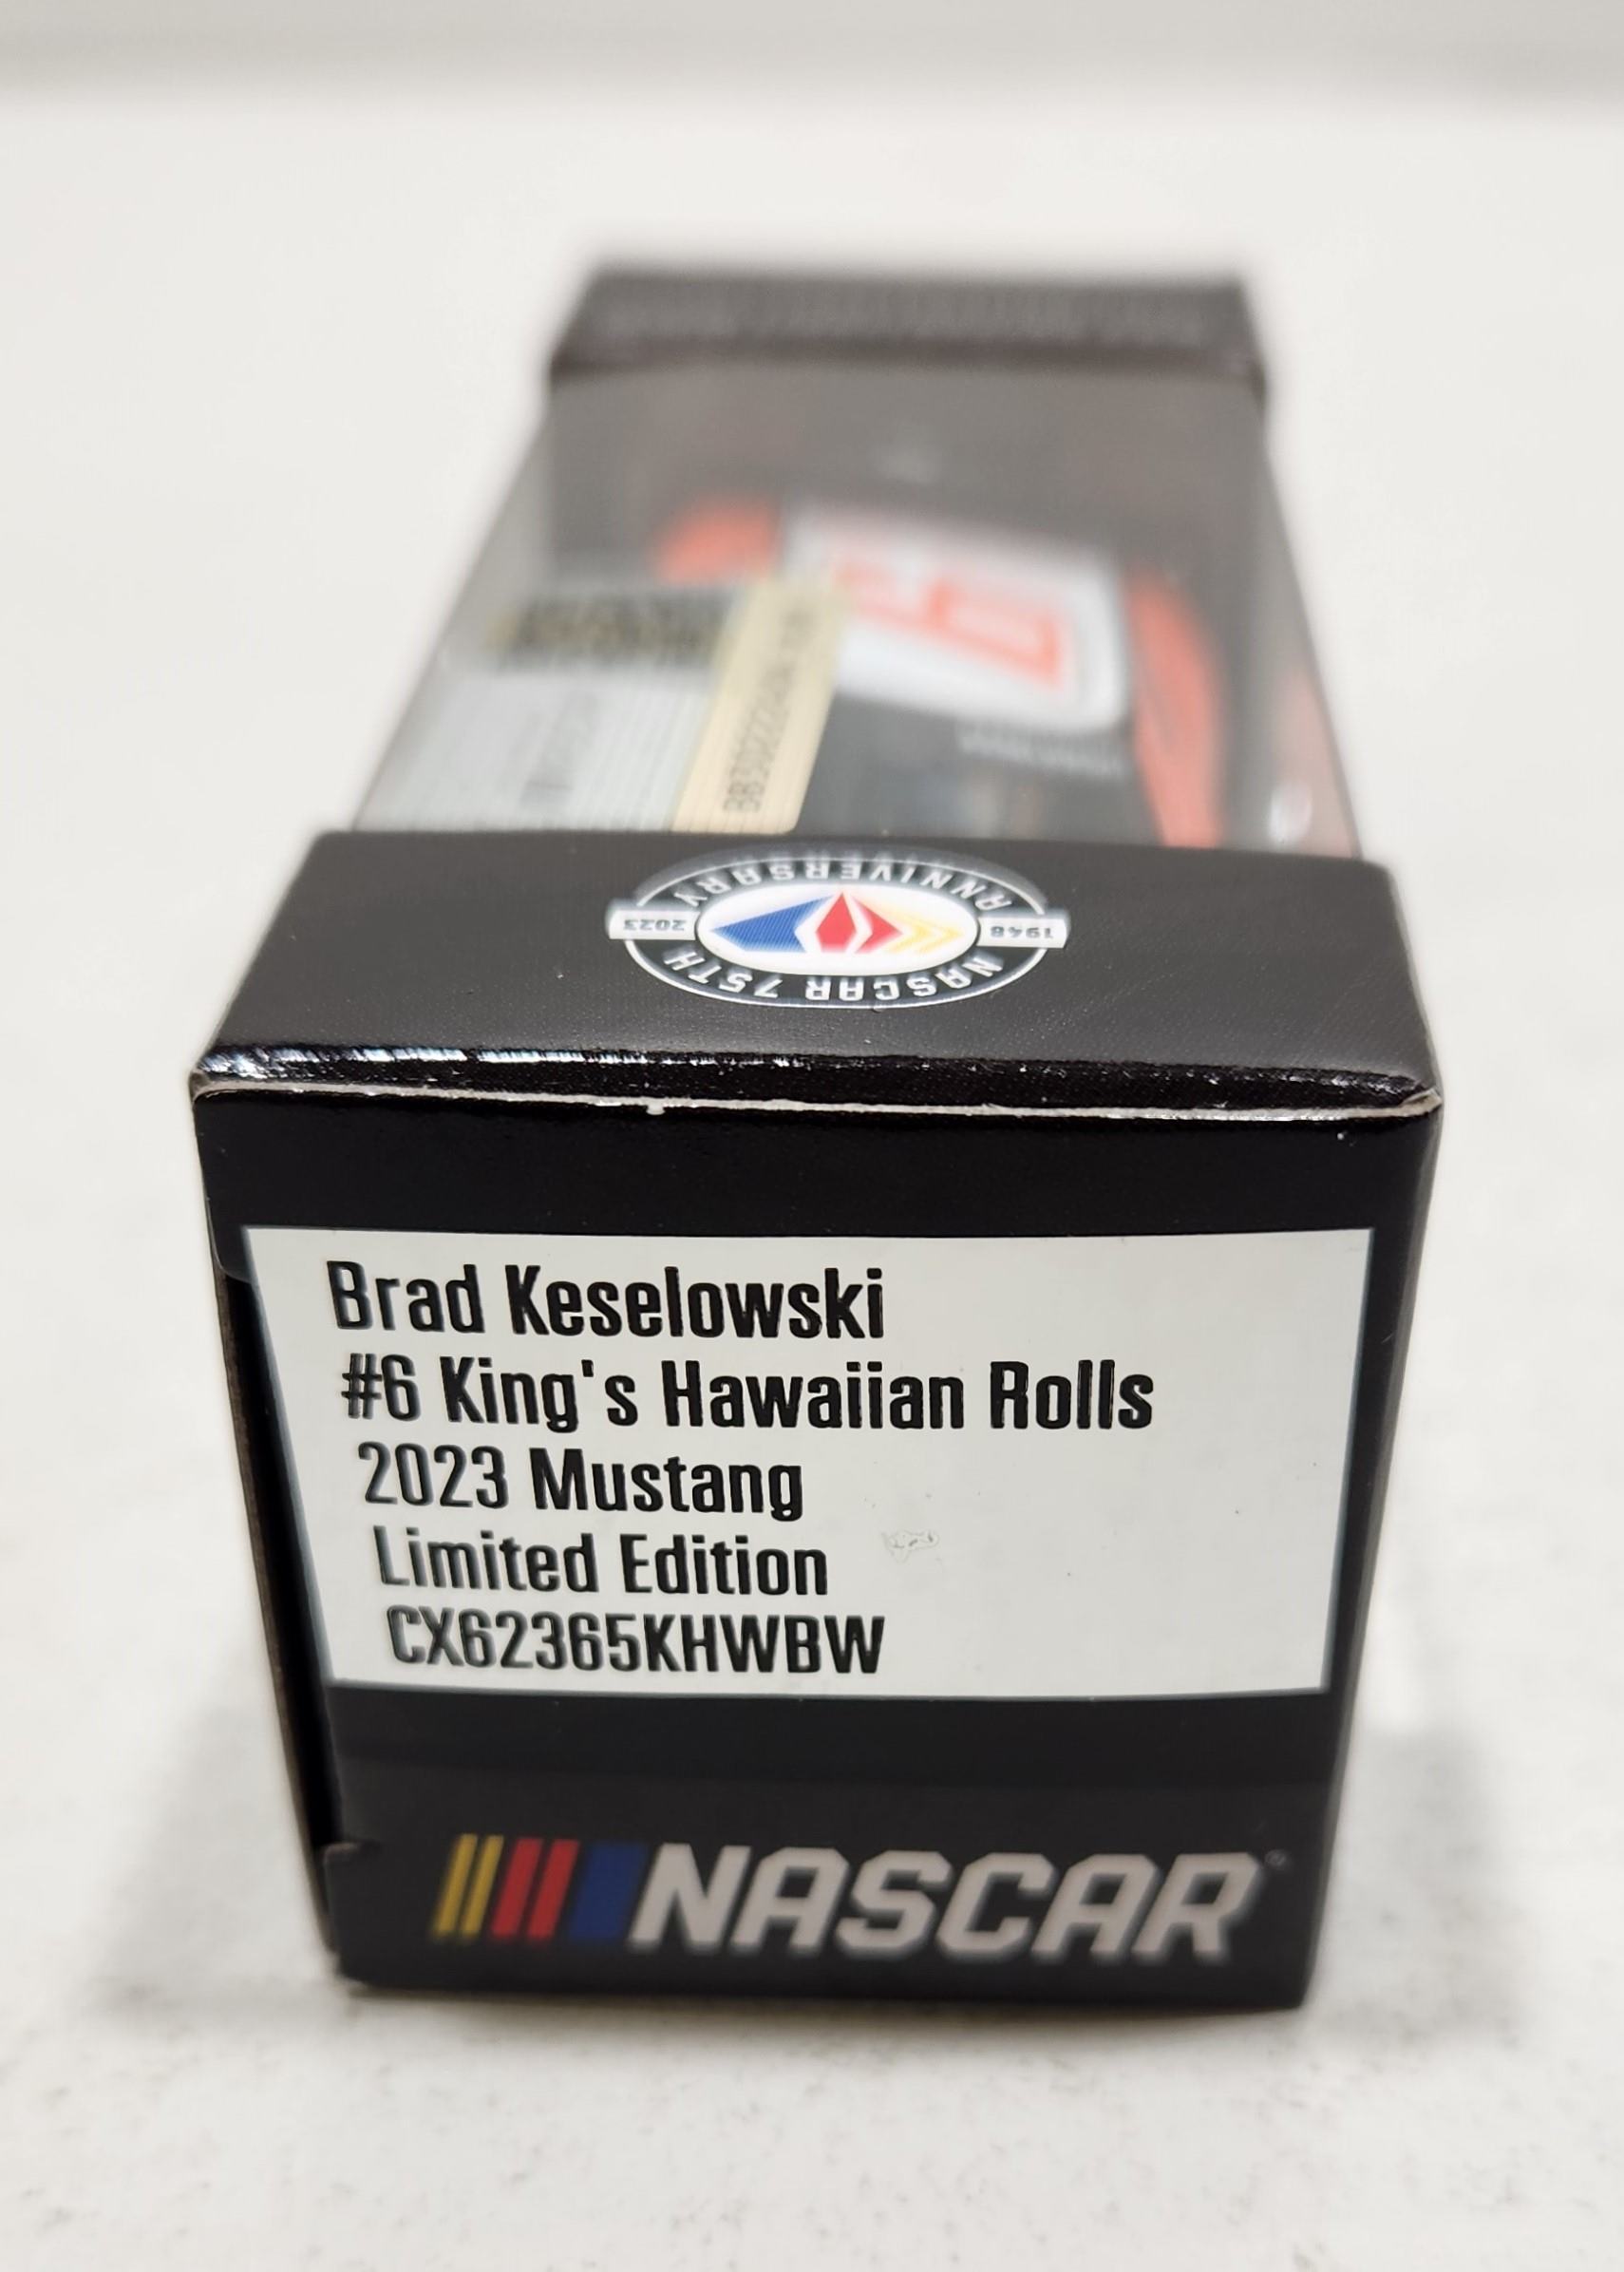 NASCAR 75TH
ANNIVERSARY
1948
2023
Brad Keselowski
#6 King's Hawaiian Rolls
2023 Mustang
Limited Edition
CX62365KHWBW
NASCAR